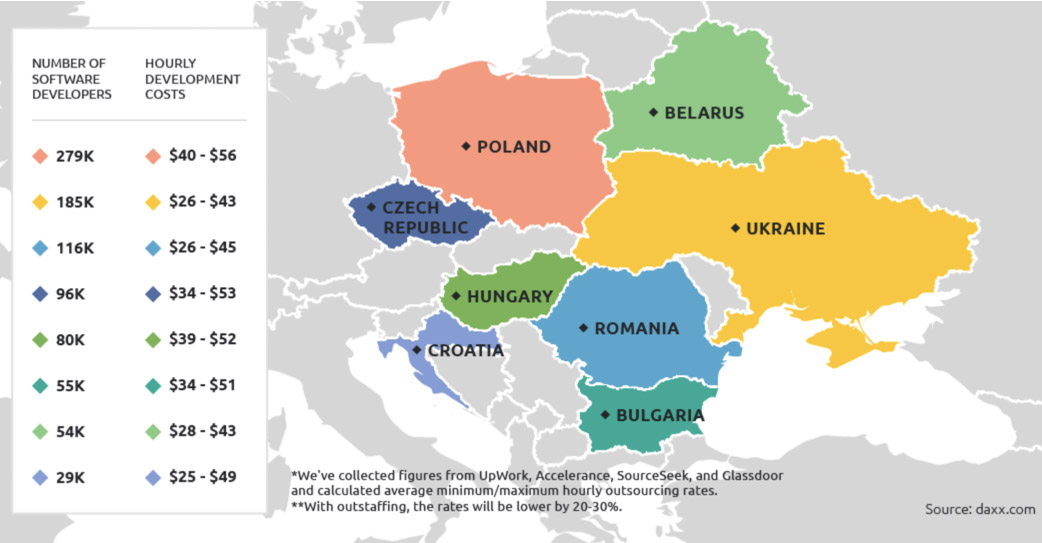 NUMBER OF
SOFTWARE
DEVELOPERS
HOURLY
DEVELOPMENT
COSTS
279K
$40 - $56
185K
$26 - $43
116K
$26 - $45
96K
$34 - $53
80K
$39 - $52
55K
$34 - $51
54K
$28 - $43
29K
$25 - $49
BELARUS
POLAND
CZECH
REPUBLIC
UKRAINE
HUNGARY
ROMANIA
CROATIA
BULGARIA
*We've collected figures from UpWork, Accelerance, SourceSeek, and Glassdoor
and calculated average minimum/maximum hourly outsourcing rates.
**With outstaffing, the rates will be lower by 20-30%.
Source: daxx.com